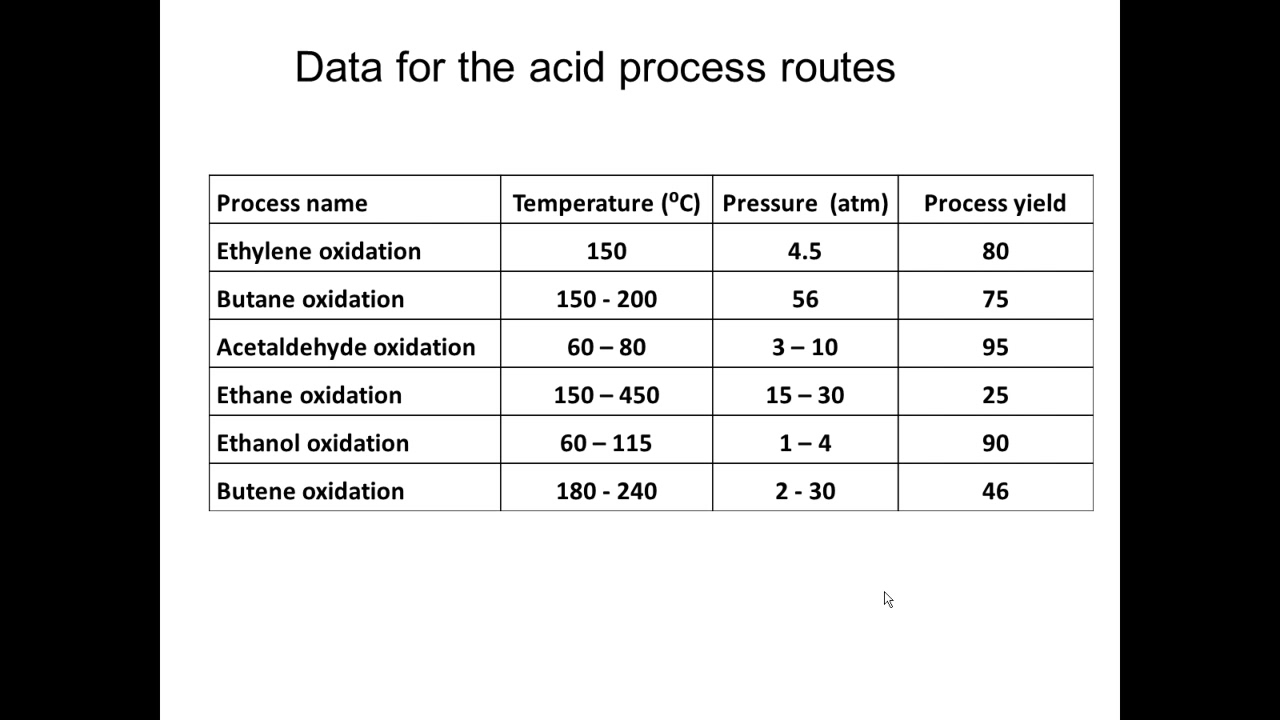 Data for the acid process routes
Process name Temperature (⁰C) Pressure (atm) Process yield
Ethylene oxidation 150 4.5 80
Butane oxidation 150 - 200 56 75
Acetaldehyde oxidation 60 – 80 3 – 10 95
Ethane oxidation 150 – 450 15 – 30 25
Ethanol oxidation 60 – 115 1 – 4 90
Butene oxidation 180 - 240 2 - 30 46